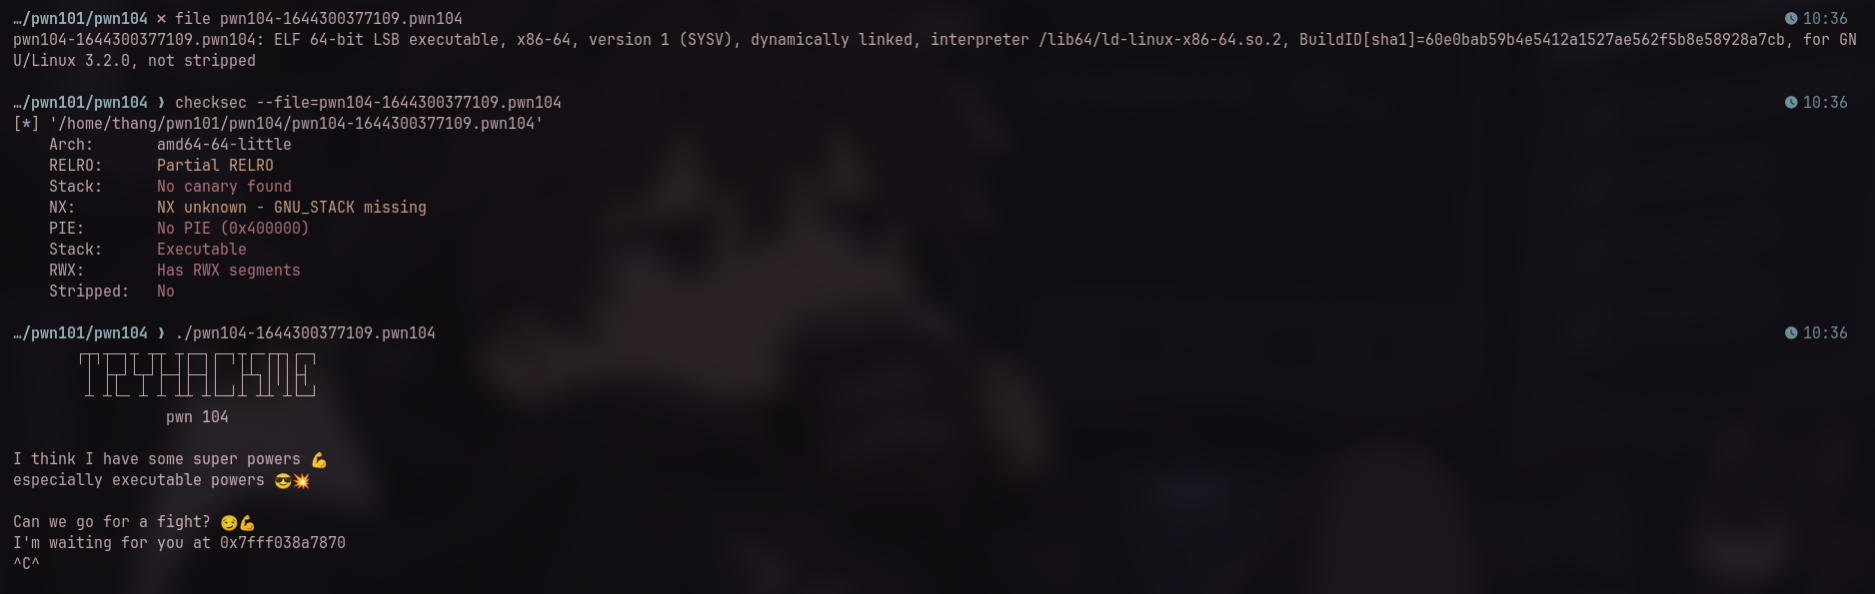 …/pwn101/pwn104 × file pwn104-1644300377109.pwn104 10:36
pwn104-1644300377109.pwn104: ELF 64-bit LSB executable, x86-64, version 1 (SYSV), dynamically linked, interpreter /lib64/ld-linux-x86-64.so.2, BuildID[sha1]=60e0bab59b4e5412a1527ae562f5b8e58928a7cb, for GN
U/Linux 3.2.0, not stripped
…/pwn101/pwn104 ❯ checksec --file=pwn104-1644300377109.pwn104 10:36
[*] '/home/thang/pwn101/pwn104/pwn104-1644300377109.pwn104'
Arch: amd64-64-little
RELRO: Partial RELRO
Stack: No canary found
NX: NX unknown - GNU_STACK missing
PIE: No PIE (0x400000)
Stack: Executable
RWX: Has RWX segments
Stripped: No
…/pwn101/pwn104 ❯ ./pwn104-1644300377109.pwn104 10:36
TRYHACKME
pwn 104
I think I have some super powers 💪
especially executable powers 😎💥
Can we go for a fight? 😏💪
I'm waiting for you at 0x7fff038a7870
^C^